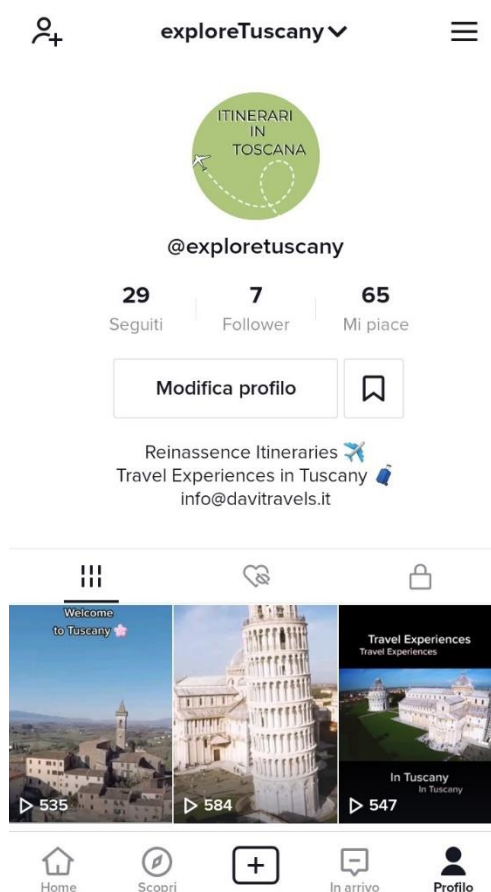 exploreTuscany
ITINERARI
IN
TOSCANA
@exploretuscany
29 7 65
Seguiti Follower Mi piace
Modifica profilo
Reinassence Itineraries ✈️
Travel Experiences in Tuscany 🧳
info@davitravels.it
Welcome
to Tuscany 🌸
Travel Experiences
Travel Experiences
In Tuscany
In Tuscany
535 584 547
Home Scopri In arrivo Profilo